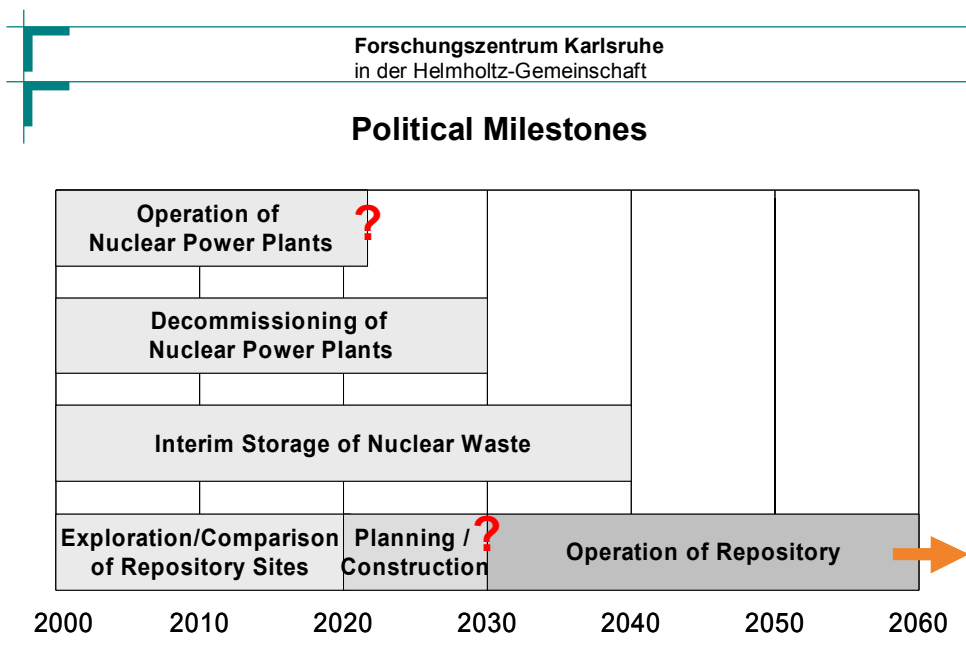 Forschungszentrum Karlsruhe
in der Helmholtz-Gemeinschaft
Political Milestones
Operation of
Nuclear Power Plants
?
Decommissioning of
Nuclear Power Plants
Interim Storage of Nuclear Waste
Exploration/Comparison
of Repository Sites
Planning /
Construction
?
Operation of Repository
2000 2010 2020 2030 2040 2050 2060